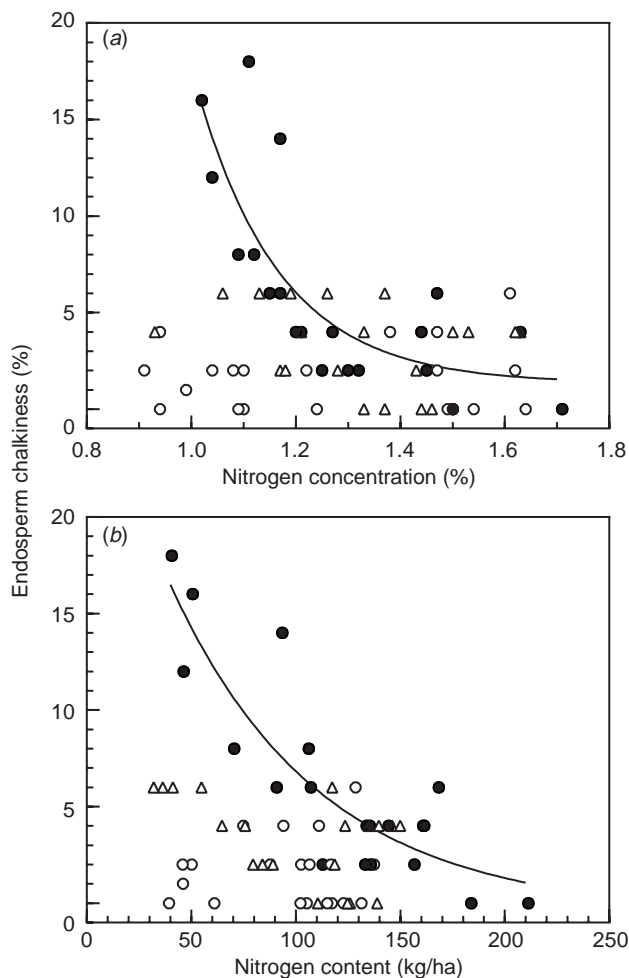 20
(a)
15
10
5
0
0.8 1.0 1.2 1.4 1.6 1.8
Nitrogen concentration (%)
Endosperm chalkiness (%)
20
(b)
15
10
5
0
0 50 100 150 200 250
Nitrogen content (kg/ha)